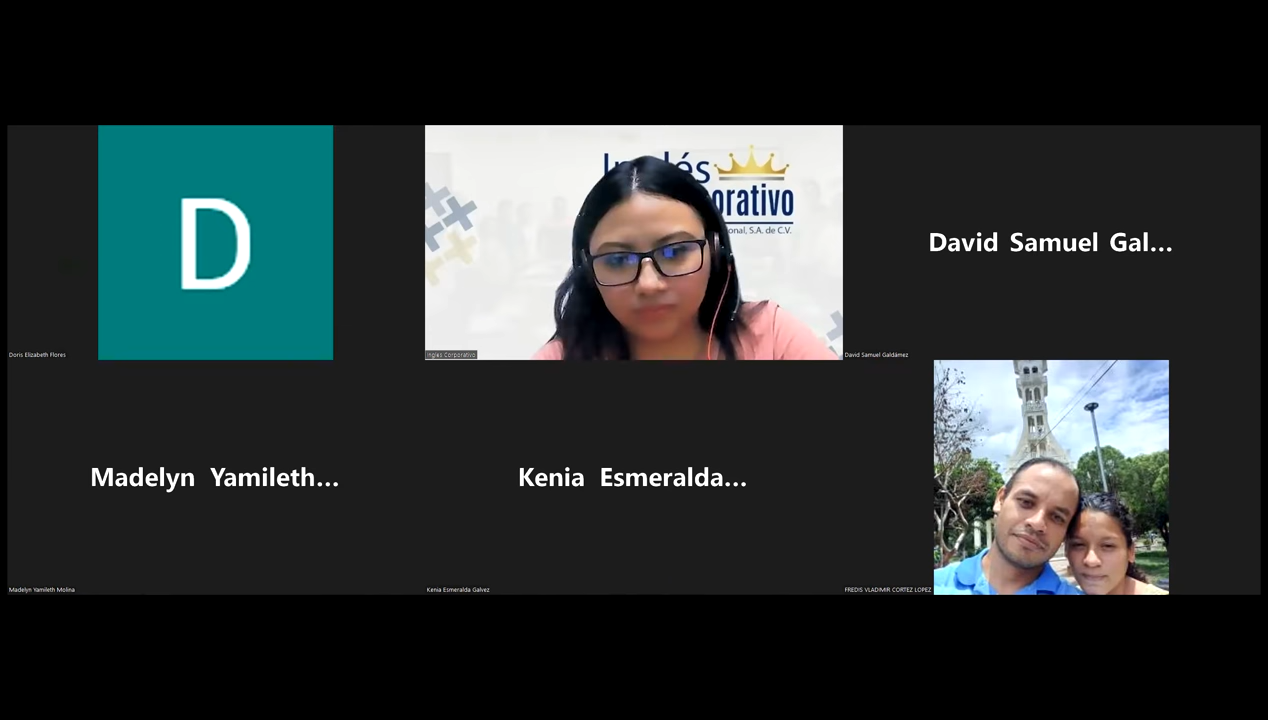 D
Inglés
orativo
onal, S.A. de C.V.
David Samuel Gal...
Doris Elizabeth Flores
Ingles Corporativo
David Samuel Galdámez
Madelyn Yamileth...
Kenia Esmeralda...
Madelyn Yamileth Molina
Kenia Esmeralda Galvez
FREDIS VLADIMIR CORTEZ LOPEZ